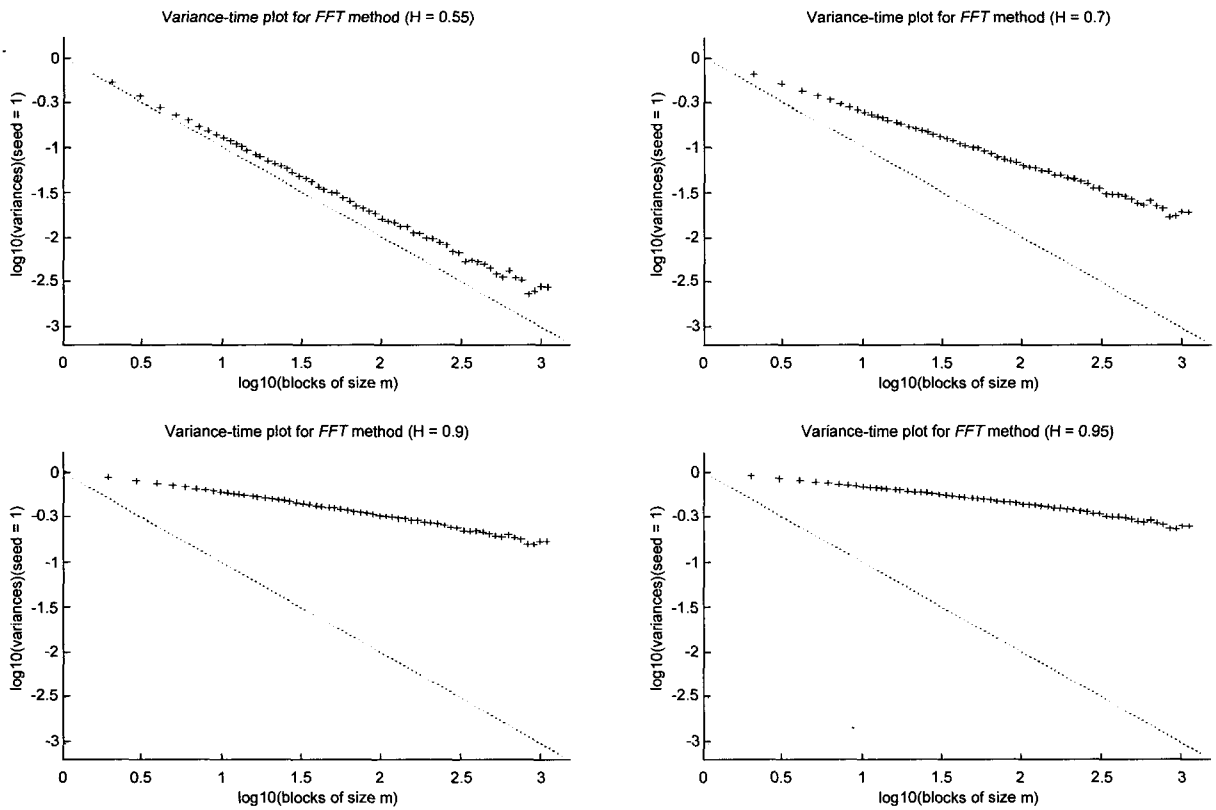 Variance-time plot for FFT method (H = 0.55)
log10(variances)(seed = 1)
0
-0.3
-1
-1.5
-2
-2.5
-3
0 0.5 1 1.5 2 2.5 3
log10(blocks of size m)
Variance-time plot for FFT method (H = 0.7)
log10(variances)(seed = 1)
0
-0.3
-1
-1.5
-2
-2.5
-3
0 0.5 1 1.5 2 2.5 3
log10(blocks of size m)
Variance-time plot for FFT method (H = 0.9)
log10(variances)(seed = 1)
0
-0.3
-1
-1.5
-2
-2.5
-3
0 0.5 1 1.5 2 2.5 3
log10(blocks of size m)
Variance-time plot for FFT method (H = 0.95)
log10(variances)(seed = 1)
0
-0.3
-1
-1.5
-2
-2.5
-3
0 0.5 1 1.5 2 2.5 3
log10(blocks of size m)